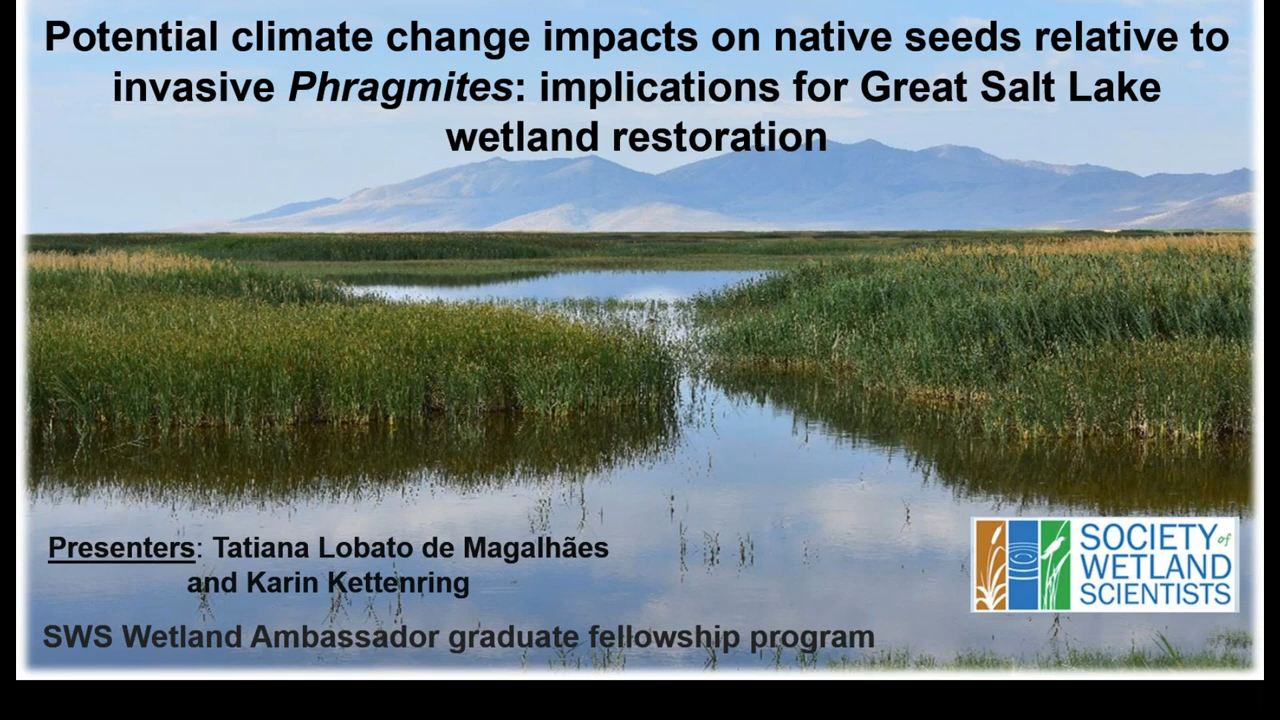 Potential climate change impacts on native seeds relative to
invasive Phragmites: implications for Great Salt Lake
wetland restoration
Presenters: Tatiana Lobato de Magalhães
and Karin Kettenring
SOCIETY of
WETLAND
SCIENTISTS
SWS Wetland Ambassador graduate fellowship program